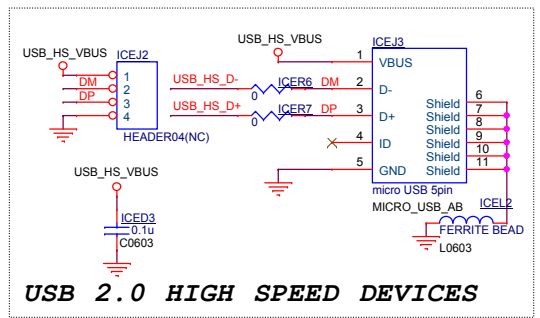 USB_HS_VBUS
ICEJ2
1
DM
2
DP
3
4
HEADER04(NC)
USB_HS_D-
ICER6
DM
0
USB_HS_D+
ICER7
DP
0
USB_HS_VBUS
ICEJ3
1
VBUS
2
D-
3
D+
4
ID
5
GND
Shield
6
Shield
7
Shield
8
Shield
9
Shield
10
Shield
11
micro USB 5pin
MICRO_USB_AB
ICEL2
FERRITE BEAD
L0603
USB_HS_VBUS
ICED3
0.1u
C0603
USB 2.0 HIGH SPEED DEVICES